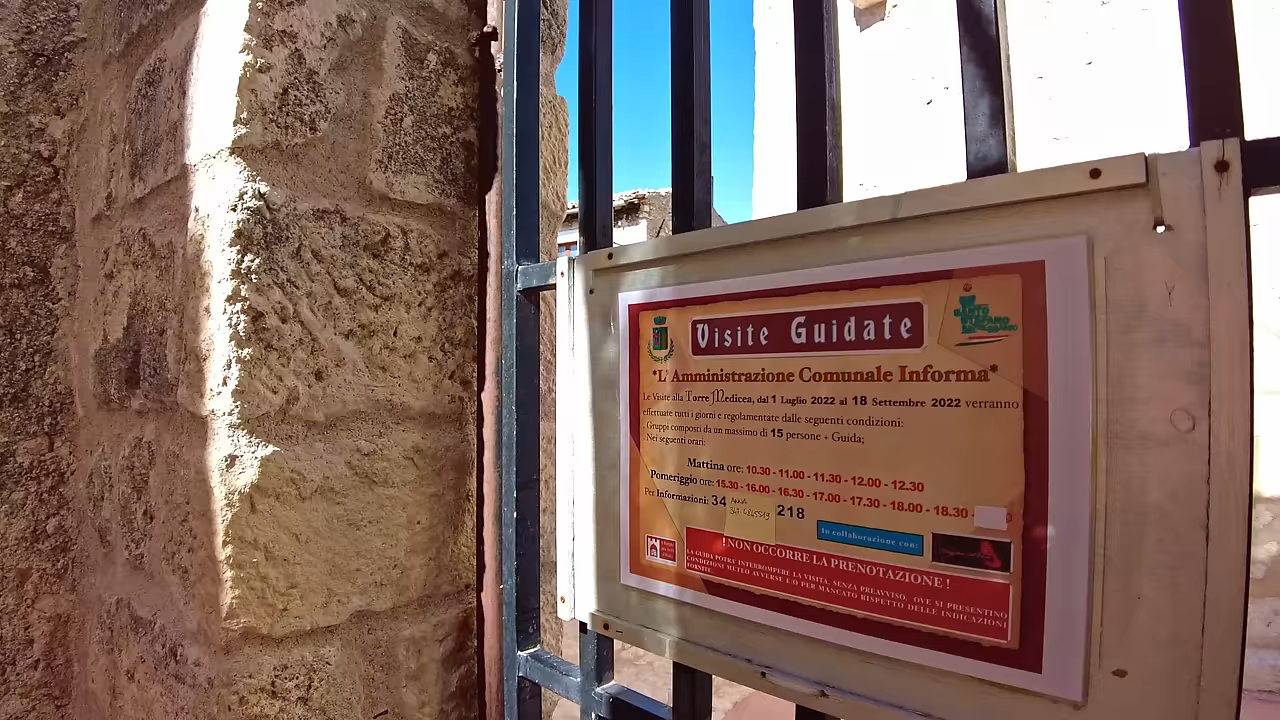 Visite Guidate
SANTO
STEFANO
"L' Amministrazione Comunale Informa"
Le Visite alla Torre Medicea, dal 1 Luglio 2022 al 18 Settembre 2022 verranno
effettuate tutti i giorni e regolamentate dalle seguenti condizioni:
Gruppi composti da un massimo di 15 persone + Guida;
Nei seguenti orari:
Mattina ore: 10.30 - 11.00 - 11.30 - 12.00 - 12.30
Pomeriggio ore: 15.30 - 16.00 - 16.30 - 17.00 - 17.30 - 18.00 - 18.30 -
Per Informazioni: 34 218
In collaborazione con:
! NON OCCORRE LA PRENOTAZIONE !
LA GUIDA POTRA' INTERROMPERE LA VISITA, SENZA PREAVVISO, OVE SI PRESENTINO
CONDIZIONI METEO AVVERSE E/O PER MANCATO RISPETTO DELLE INDICAZIONI
FORNITE.